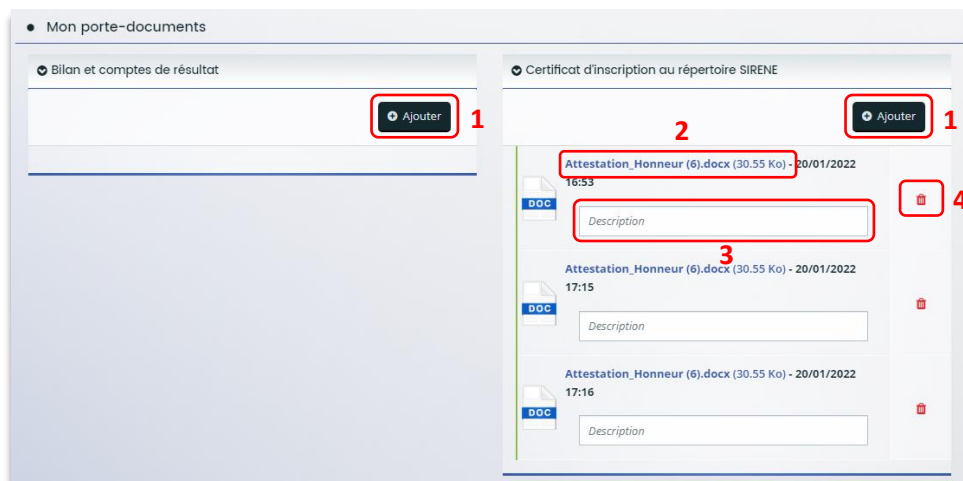 Mon porte-documents
Bilan et comptes de résultat
Ajouter
1
Certificat d'inscription au répertoire SIRENE
Ajouter
1
2
Attestation_Honneur (6).docx (30.55 Ko) - 20/01/2022
16:53
DOC
Description
4
3
Attestation_Honneur (6).docx (30.55 Ko) - 20/01/2022
17:15
DOC
Description
Attestation_Honneur (6).docx (30.55 Ko) - 20/01/2022
17:16
DOC
Description